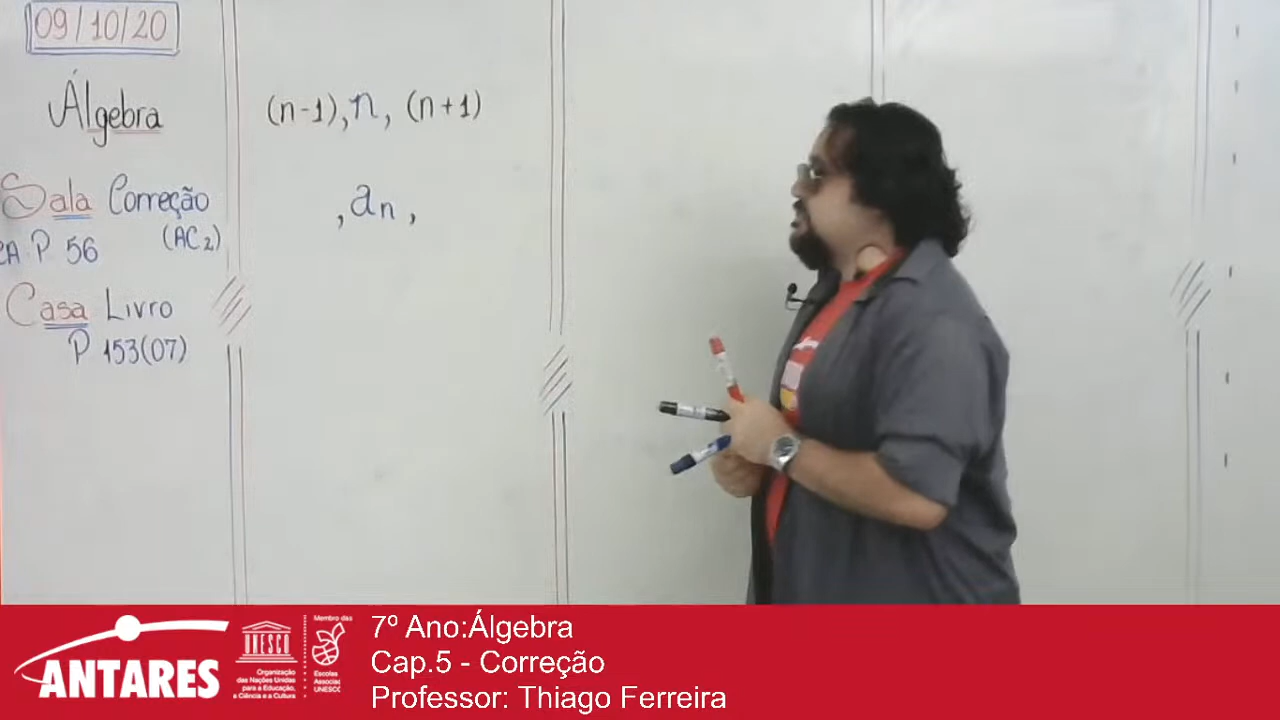 09/10/20
Álgebra
Sala Correção
CA P 56 (AC2)
Casa Livro
P 153(07)
(n-1), n, (n+1)
, an ,
ANTARES
UNESCO
Organização
das Nações Unidas
para a Educação,
a Ciência e a Cultura
Membro das
Escolas
Associadas
UNESCO
7º Ano:Álgebra
Cap.5 - Correção
Professor: Thiago Ferreira